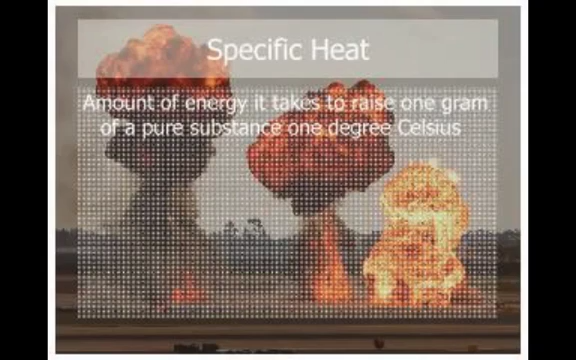 Specific Heat
Amount of energy it takes to raise one gram
of a pure substance one degree Celsius